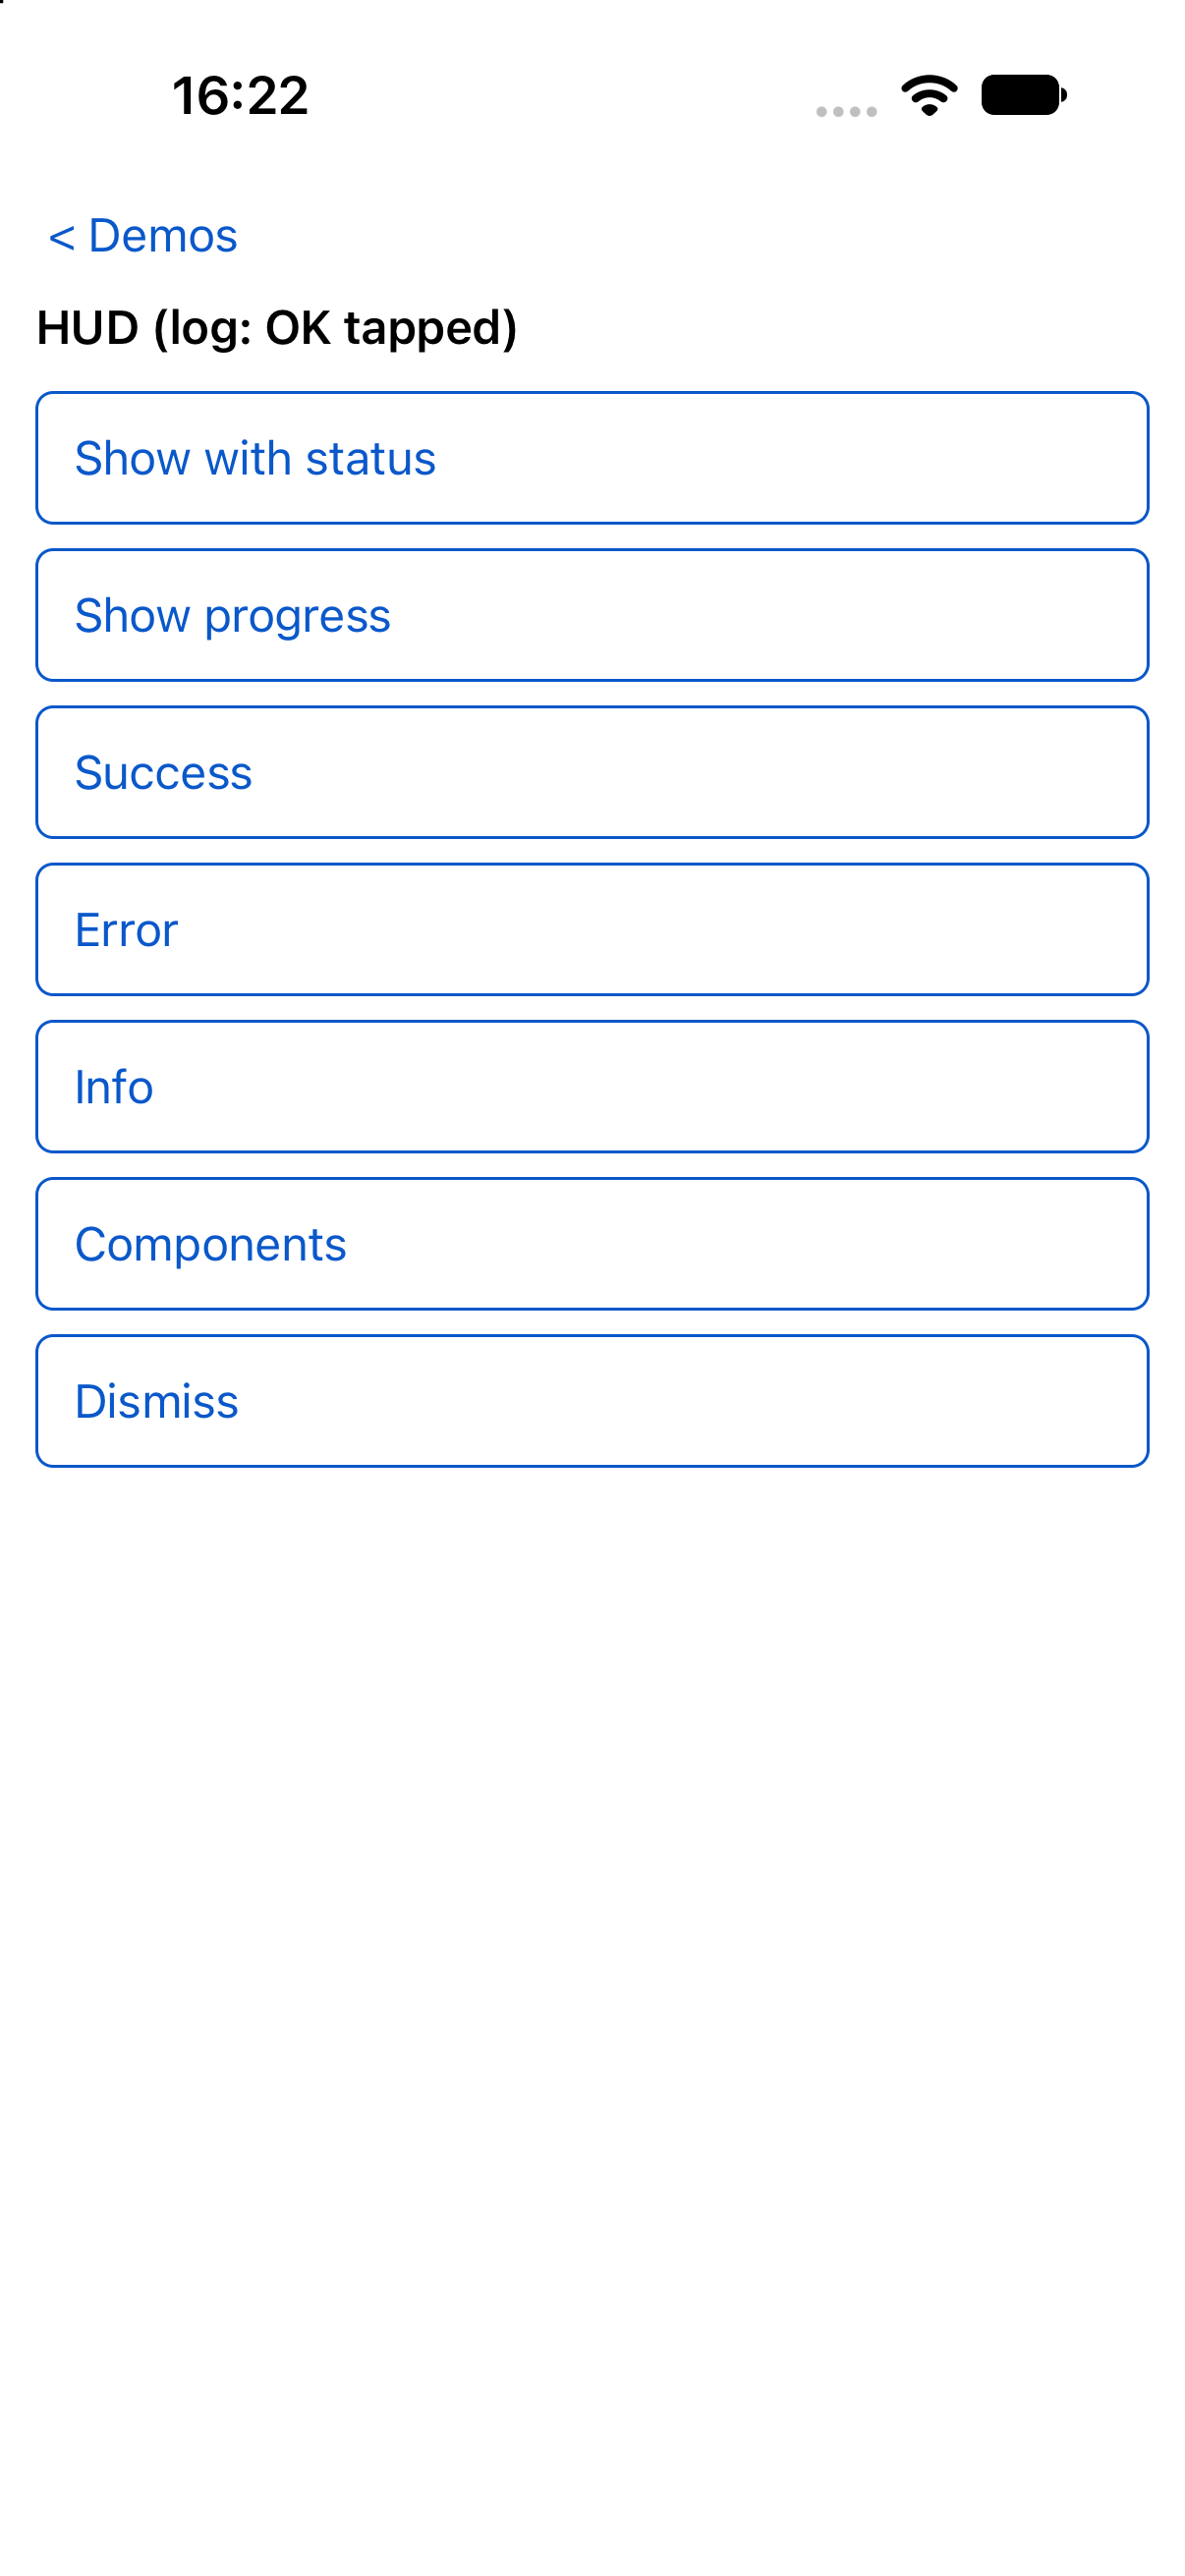 16:22
< Demos
HUD (log: OK tapped)
Show with status
Show progress
Success
Error
Info
Components
Dismiss